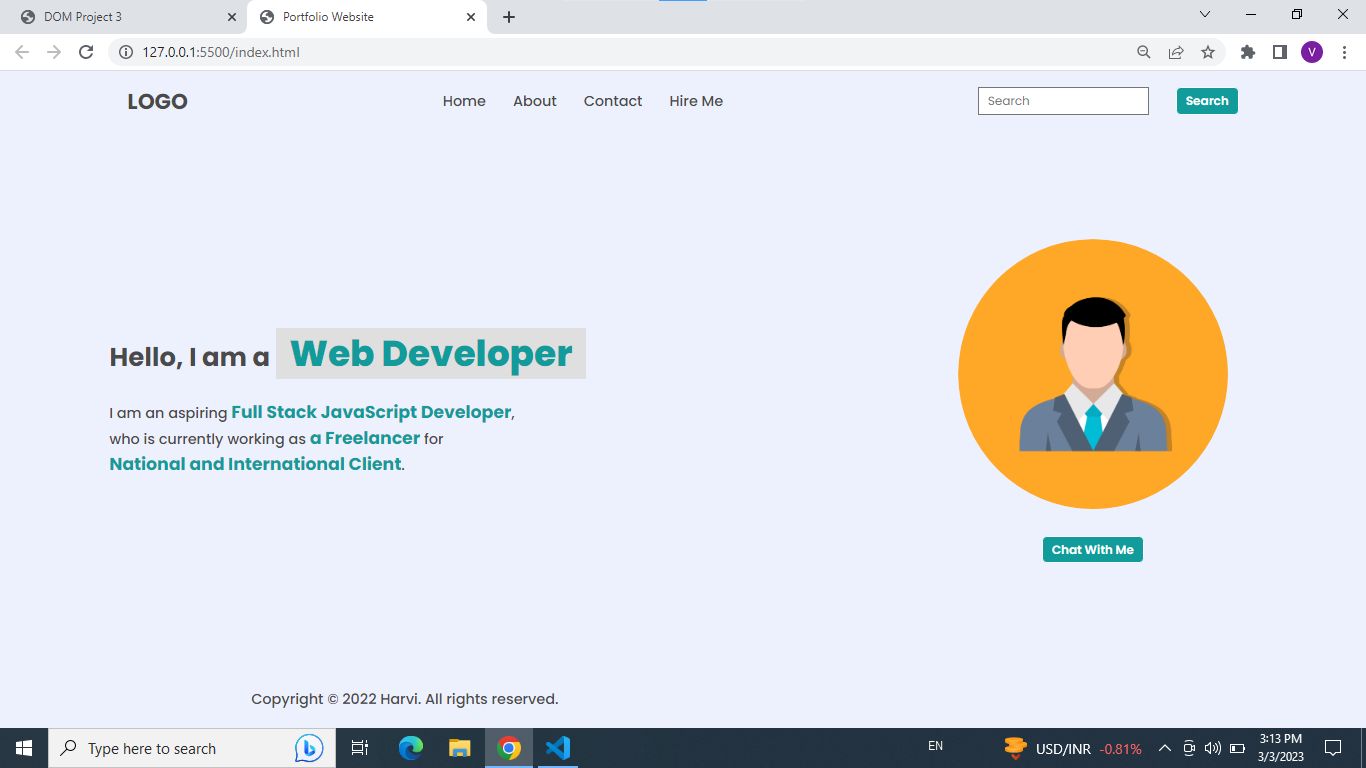 DOM Project 3
Portfolio Website
127.0.0.1:5500/index.html
V
LOGO
Home About Contact Hire Me
Search
Search
Hello, I am a Web Developer
I am an aspiring Full Stack JavaScript Developer,
who is currently working as a Freelancer for
National and International Client.
Chat With Me
Copyright © 2022 Harvi. All rights reserved.
Type here to search
EN
USD/INR -0.81%
3:13 PM
3/3/2023